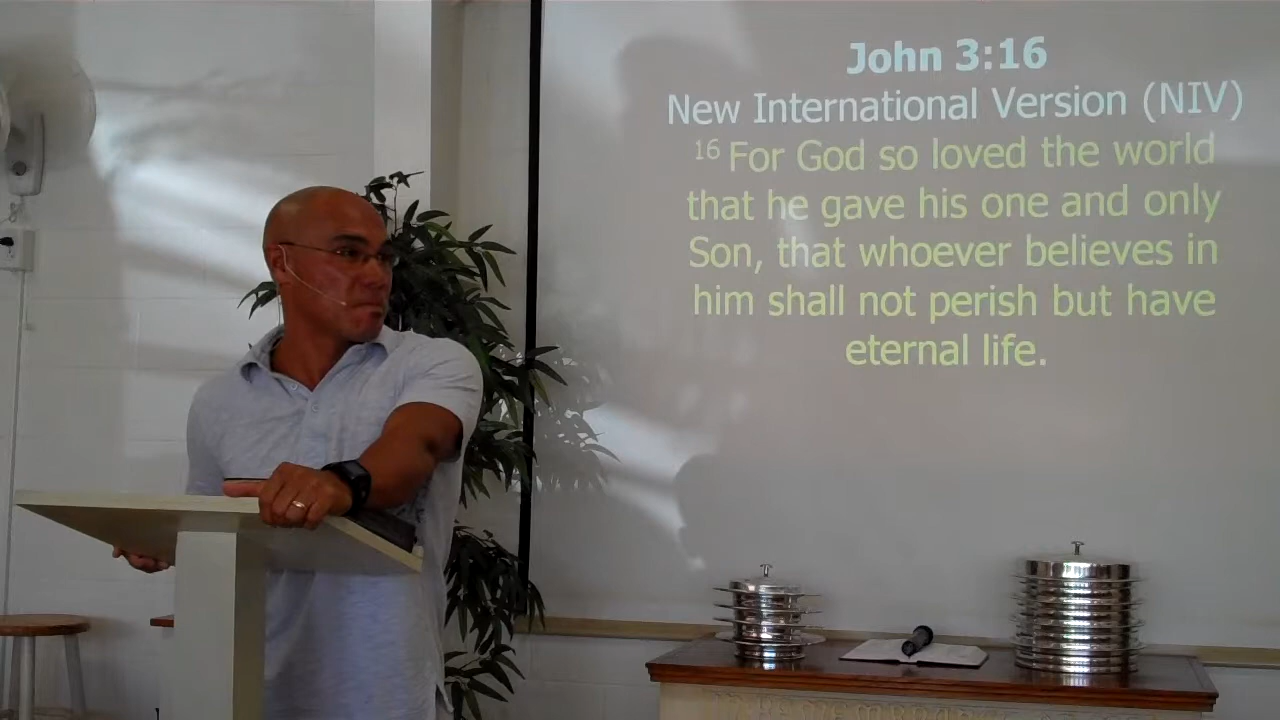 John 3:16
New International Version (NIV)
16 For God so loved the world
that he gave his one and only
Son, that whoever believes in
him shall not perish but have
eternal life.